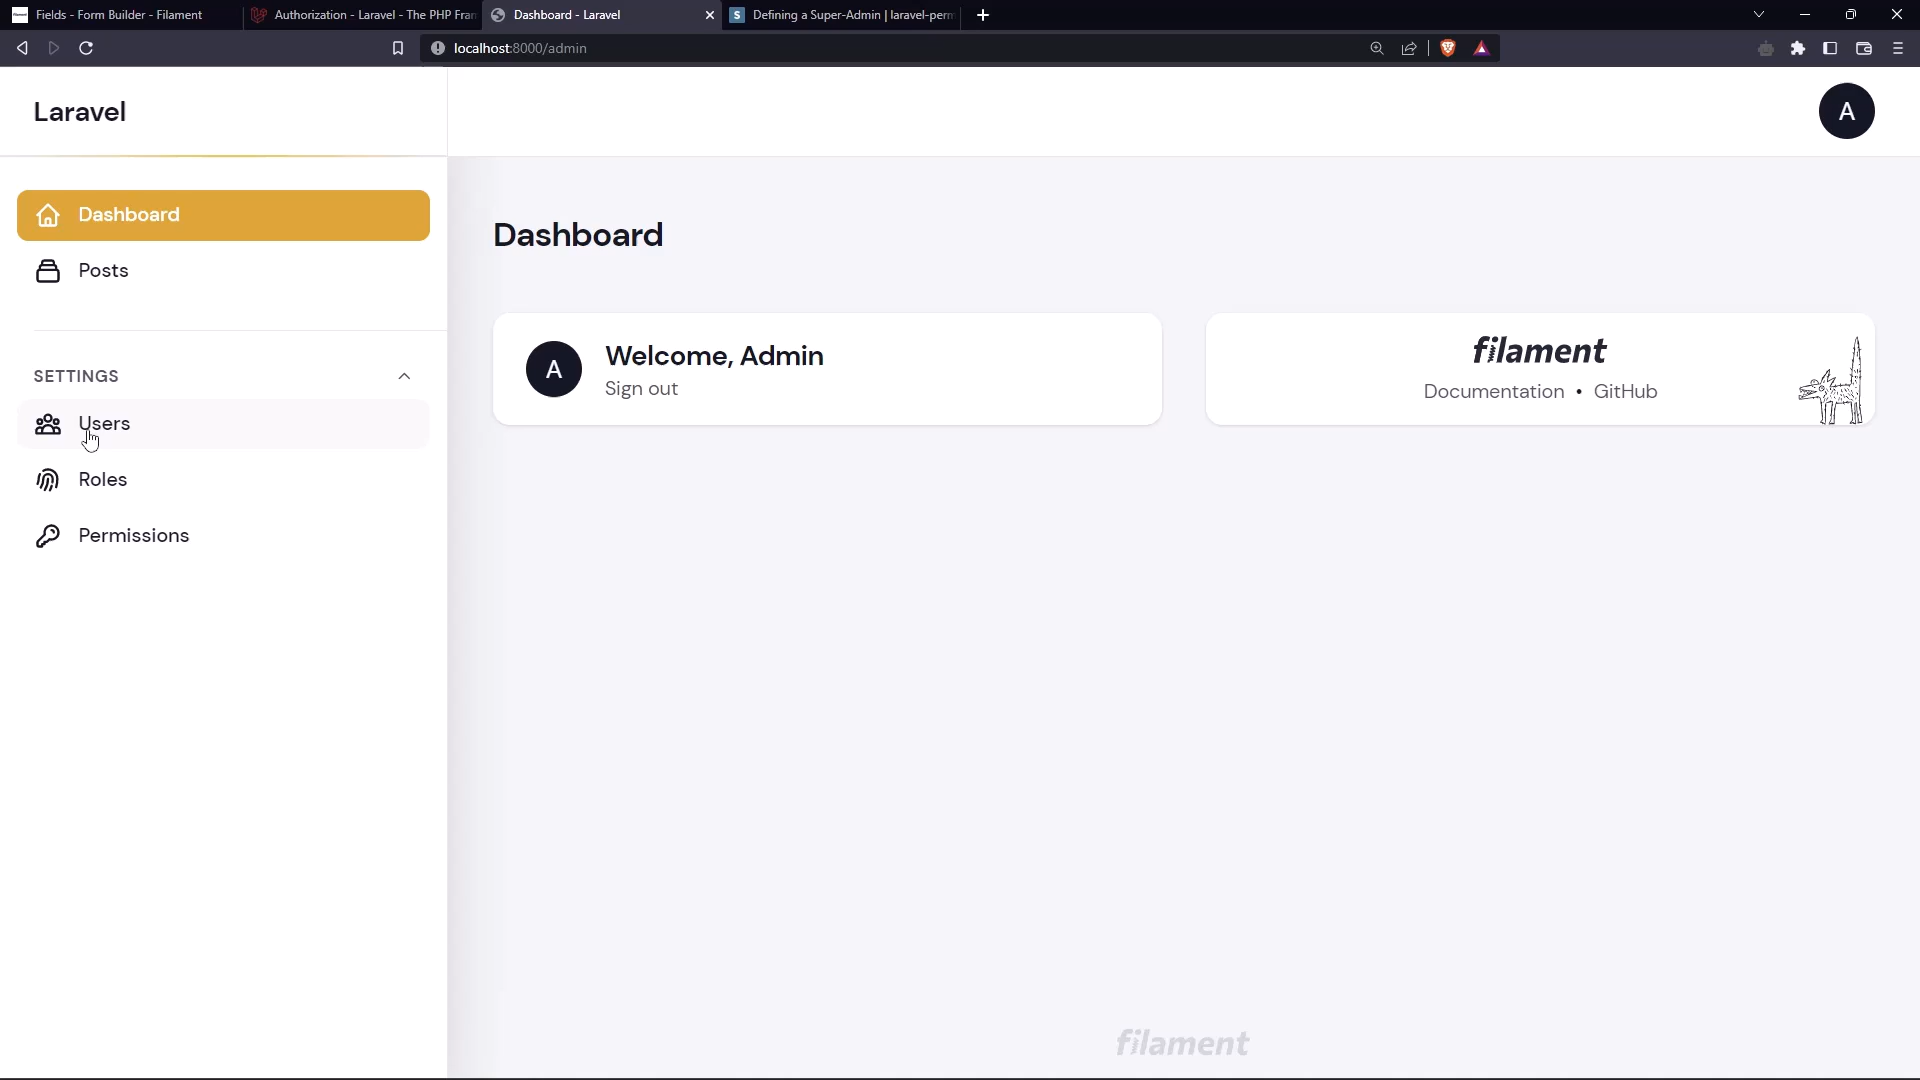 Fields - Form Builder - Filament
Authorization - Laravel - The PHP Fran
Dashboard - Laravel
Defining a Super-Admin | laravel-perm
localhost:8000/admin
Laravel
A
Dashboard
Posts
SETTINGS
Users
Roles
Permissions
Dashboard
A
Welcome, Admin
Sign out
filament
Documentation • GitHub
filament